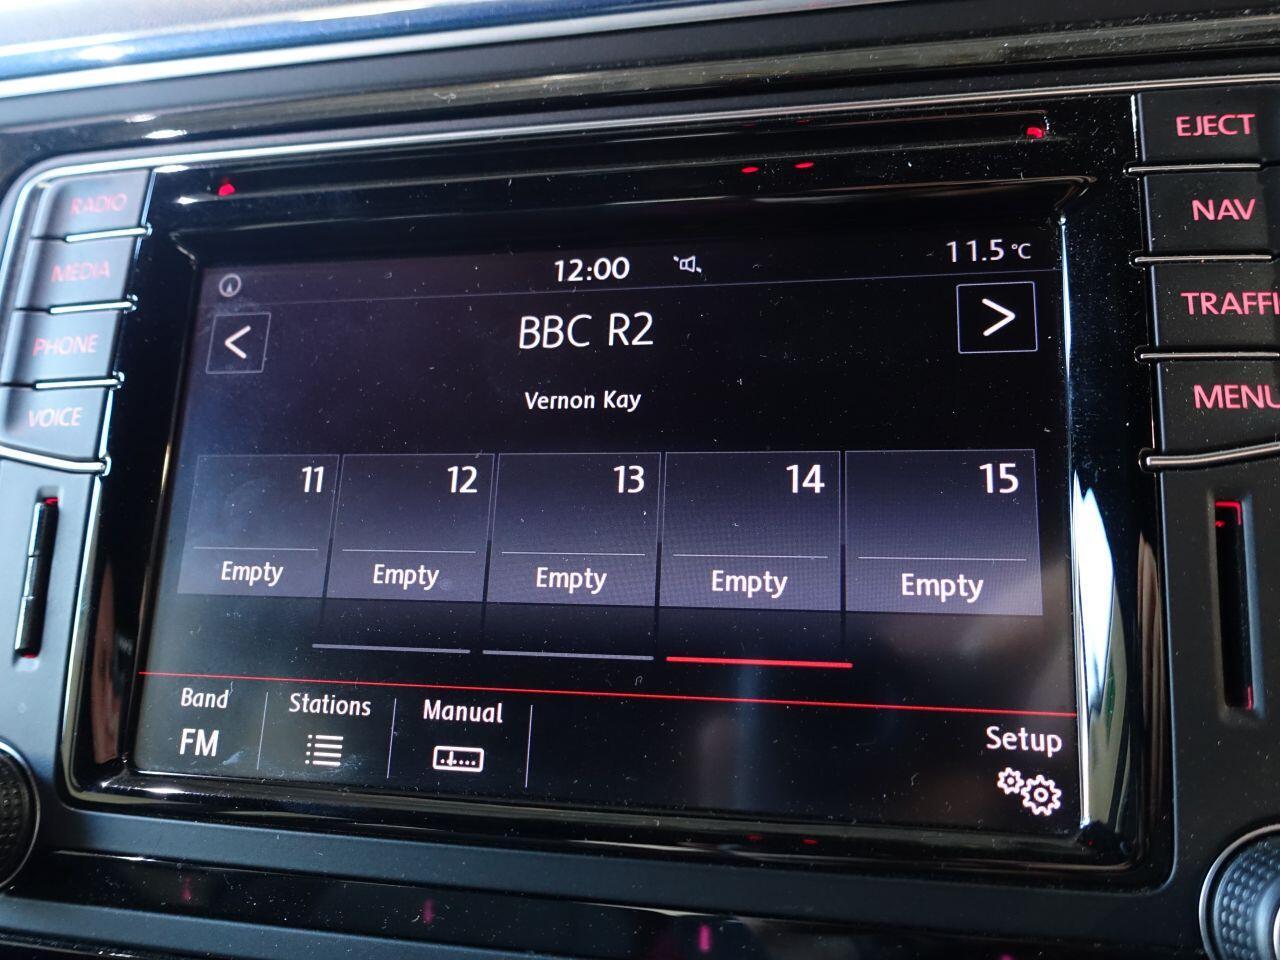 RADIO
MEDIA
PHONE
VOICE
12:00
11.5 °C
<
BBC R2
>
Vernon Kay
11 12 13 14 15
Empty Empty Empty Empty Empty
Band Stations Manual
FM
Setup
EJECT
NAV
TRAFFI
MENU